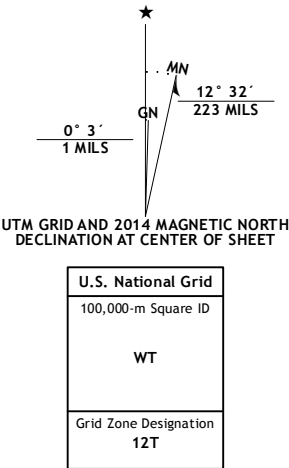 ★
MN
12° 32´
223 MILS
GN
0° 3´
1 MILS
UTM GRID AND 2014 MAGNETIC NORTH
DECLINATION AT CENTER OF SHEET
U.S. National Grid
100,000-m Square ID
WT
Grid Zone Designation
12T